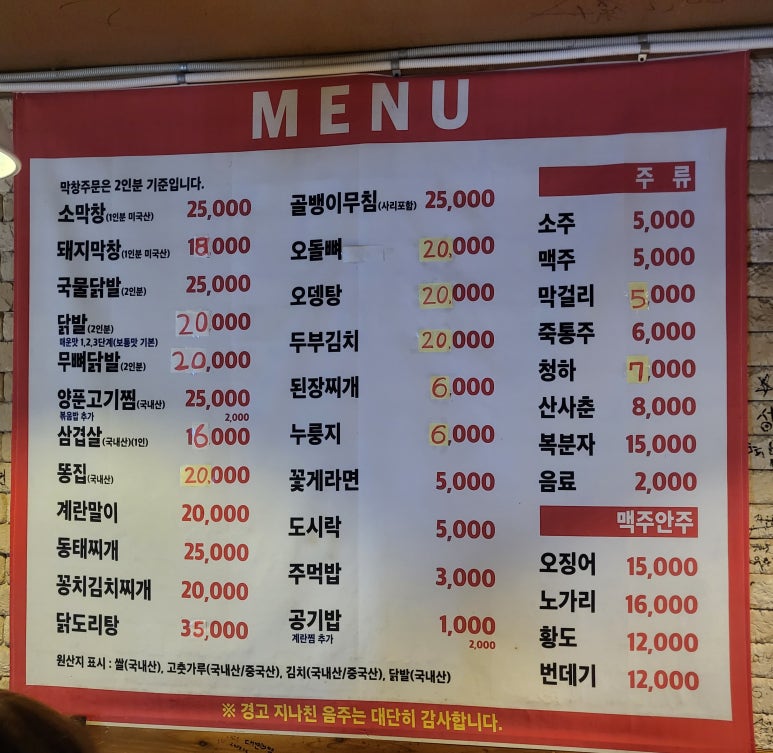 MENU
막창주문은 2인분 기준입니다.
소막창(1인분 미국산) 25,000
돼지막창(1인분 미국산) 18,000
국물닭발(2인분) 25,000
닭발(2인분) 20,000
매운맛 1,2,3단계(보통맛 기본)
무뼈닭발(2인분) 20,000
양푼고기찜(국내산) 25,000
볶음밥 추가 2,000
삼겹살(국내산)(1인) 16,000
똥집(국내산) 20,000
계란말이 20,000
동태찌개 25,000
꽁치김치찌개 20,000
닭도리탕 35,000
골뱅이무침(사리포함) 25,000
오돌뼈 20,000
오뎅탕 20,000
두부김치 20,000
된장찌개 6,000
누룽지 6,000
꽃게라면 5,000
도시락 5,000
주먹밥 3,000
공기밥 1,000
계란찜 추가 2,000
주 류
소주 5,000
맥주 5,000
막걸리 5,000
죽통주 6,000
청하 7,000
산사춘 8,000
복분자 15,000
음료 2,000
맥주안주
오징어 15,000
노가리 16,000
황도 12,000
번데기 12,000
원산지 표시 : 쌀(국내산), 고춧가루(국내산/중국산), 김치(국내산/중국산), 닭발(국내산)
※ 경고 지나친 음주는 대단히 감사합니다.